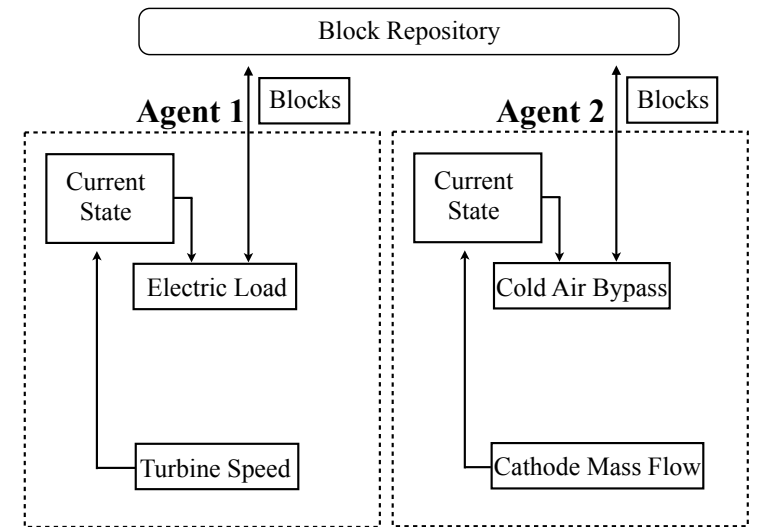 Block Repository
Agent 1
Blocks
Agent 2
Blocks
Current
State
Current
State
Electric Load
Cold Air Bypass
Turbine Speed
Cathode Mass Flow